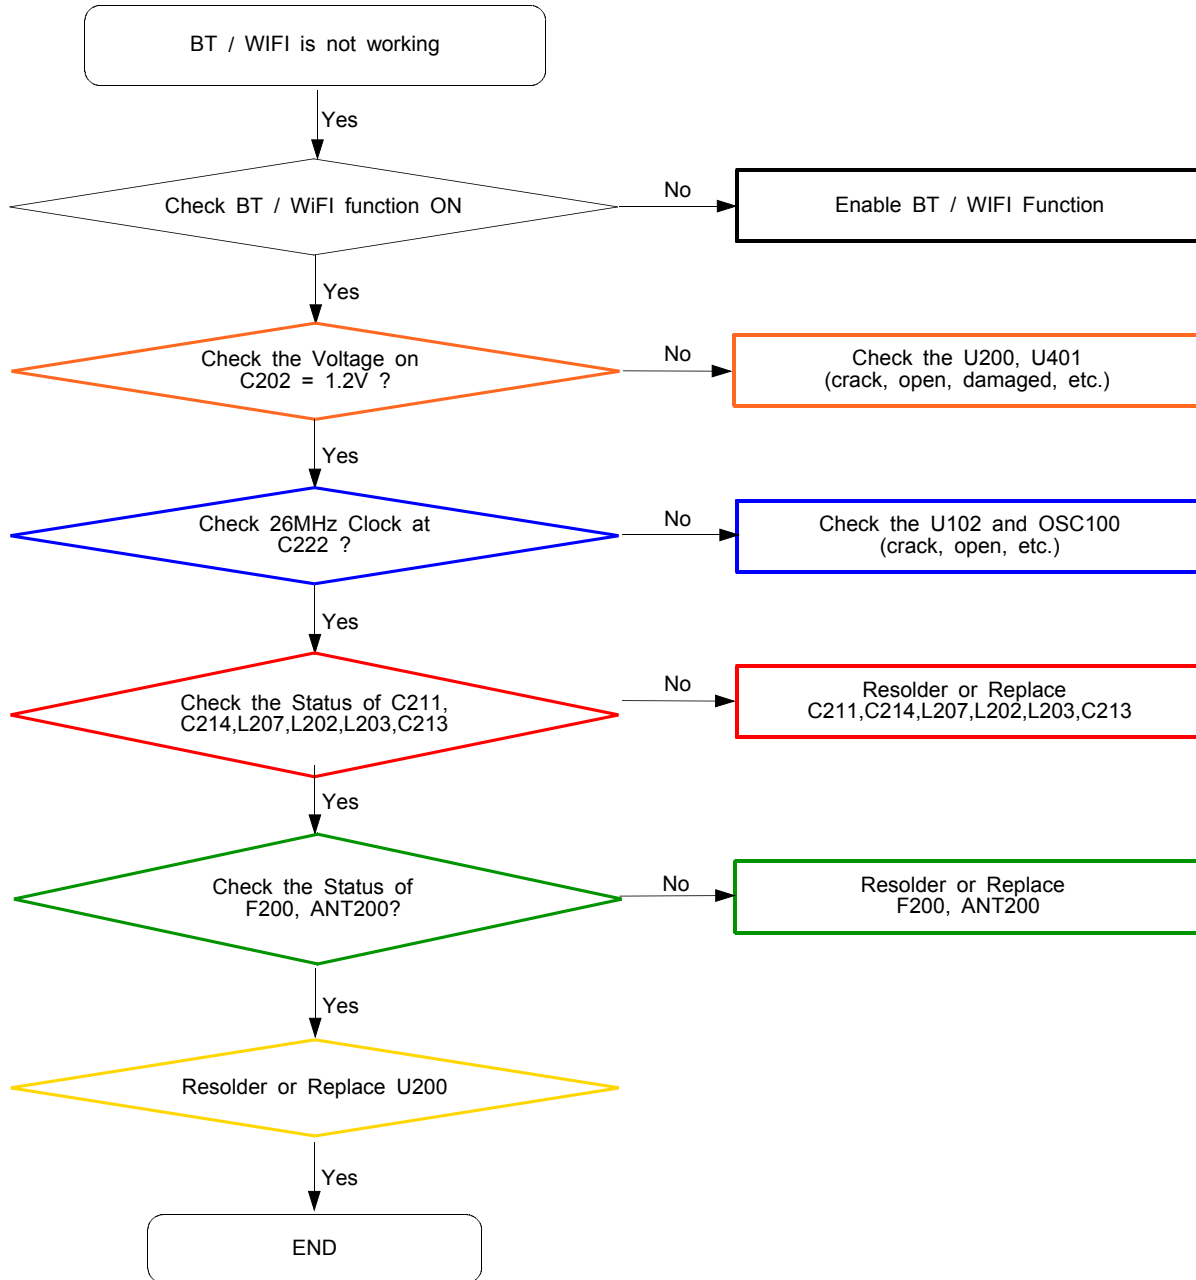 BT / WIFI is not working
Yes
Check BT / WiFI function ON
No
Enable BT / WIFI Function
Yes
Check the Voltage on
C202 = 1.2V ?
No
Check the U200, U401
(crack, open, damaged, etc.)
Yes
Check 26MHz Clock at
C222 ?
No
Check the U102 and OSC100
(crack, open, etc.)
Yes
Check the Status of C211,
C214,L207,L202,L203,C213
No
Resolder or Replace
C211,C214,L207,L202,L203,C213
Yes
Check the Status of
F200, ANT200?
No
Resolder or Replace
F200, ANT200
Yes
Resolder or Replace U200
Yes
END